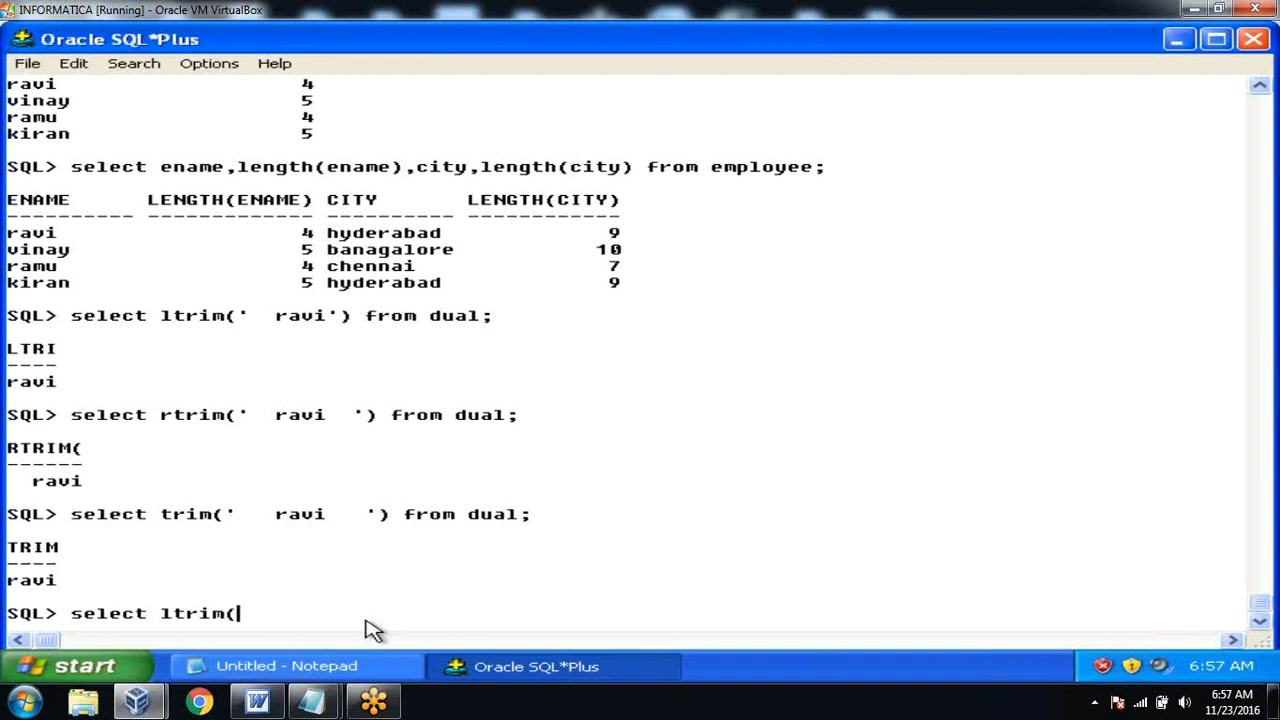 INFORMATICA [Running] - Oracle VM VirtualBox
Oracle SQL*Plus
File Edit Search Options Help
ravi 4
vinay 5
ramu 4
kiran 5
SQL> select ename,length(ename),city,length(city) from employee;
ENAME LENGTH(ENAME) CITY LENGTH(CITY)
---------- ------------- ---------- ------------
ravi 4 hyderabad 9
vinay 5 banagalore 10
ramu 4 chennai 7
kiran 5 hyderabad 9
SQL> select ltrim('  ravi') from dual;
LTRI
----
ravi
SQL> select rtrim('  ravi  ') from dual;
RTRIM(
------
  ravi
SQL> select trim('   ravi   ') from dual;
TRIM
----
ravi
SQL> select ltrim(
start Untitled - Notepad Oracle SQL*Plus 6:57 AM
6:57 AM
11/23/2016